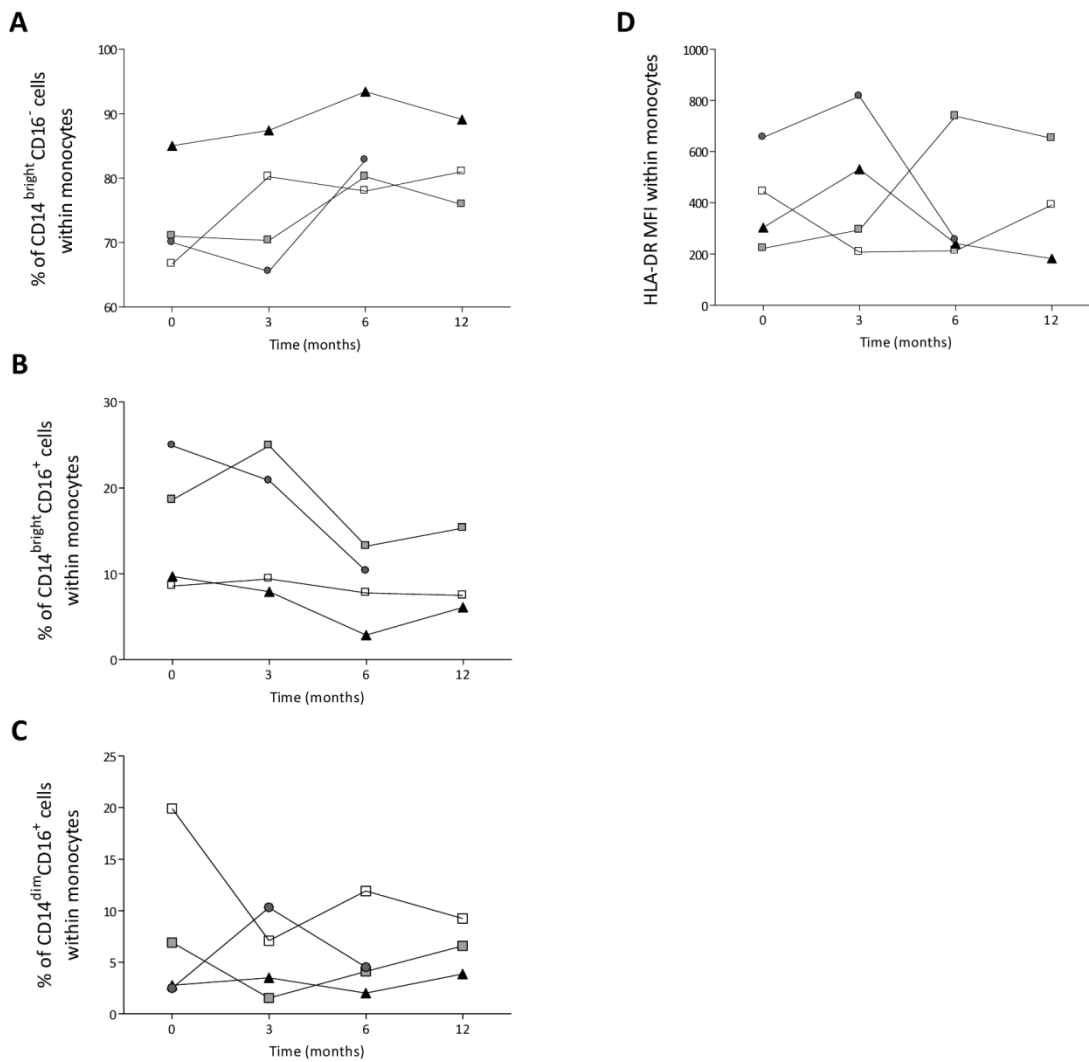 A
% of CD14brightCD16- cells
within monocytes
100
90
80
70
60
0 3 6 12
Time (months)
D
HLA-DR MFI within monocytes
1000
800
600
400
200
0
0 3 6 12
Time (months)
B
% of CD14brightCD16+ cells
within monocytes
30
20
10
0
0 3 6 12
Time (months)
C
% of CD14dimCD16+ cells
within monocytes
25
20
15
10
5
0
0 3 6 12
Time (months)